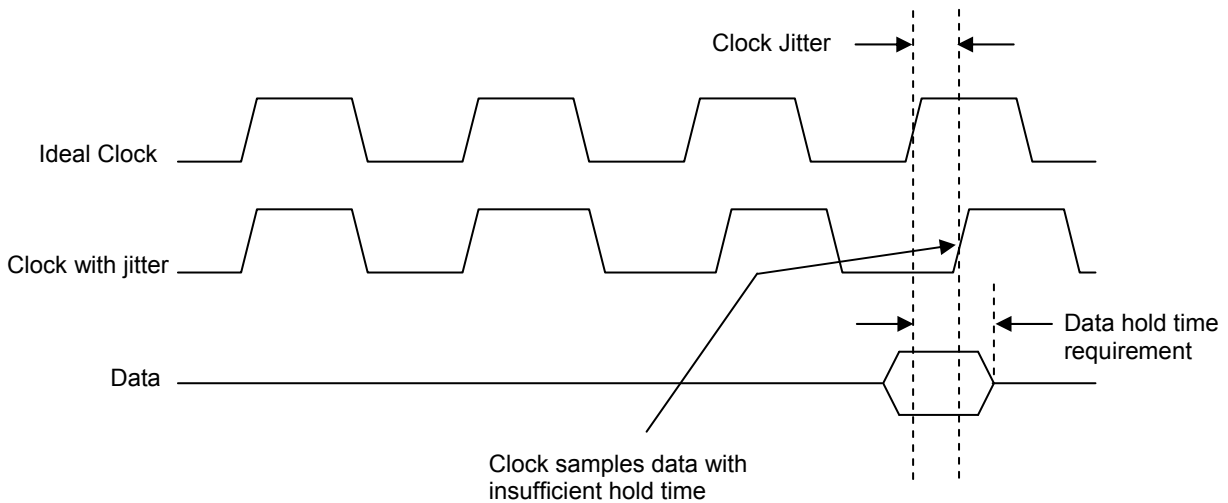 Clock Jitter
Ideal Clock
Clock with jitter
Data hold time
requirement
Data
Clock samples data with
insufficient hold time